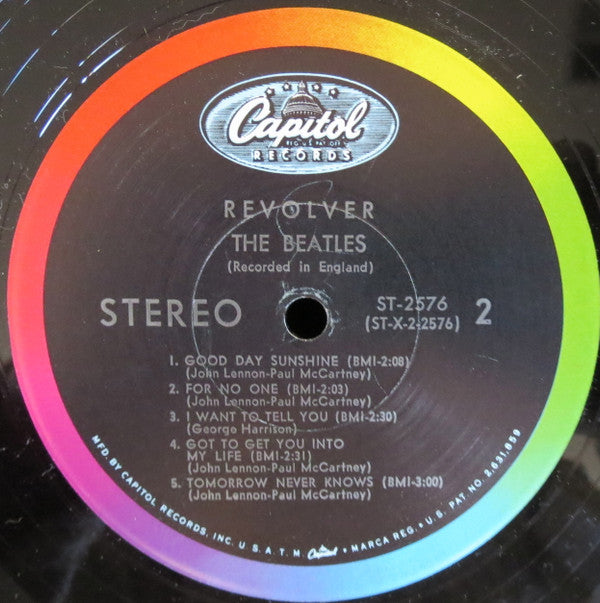 Capitol
REG. U.S. PAT. OFF.
RECORDS
REVOLVER
THE BEATLES
(Recorded in England)
STEREO
ST-2576
(ST-X-2-2576)
2
1. GOOD DAY SUNSHINE (BMI-2:08)
(John Lennon-Paul McCartney)
2. FOR NO ONE (BMI-2:03)
(John Lennon-Paul McCartney)
3. I WANT TO TELL YOU (BMI-2:30)
(George Harrison)
4. GOT TO GET YOU INTO
MY LIFE (BMI-2:31)
(John Lennon-Paul McCartney)
5. TOMORROW NEVER KNOWS (BMI-3:00)
(John Lennon-Paul McCartney)
MFD. BY CAPITOL RECORDS, INC. U.S.A. T.M. Capitol • MARCA REG. • U.S. PAT. NO. 2,631,859